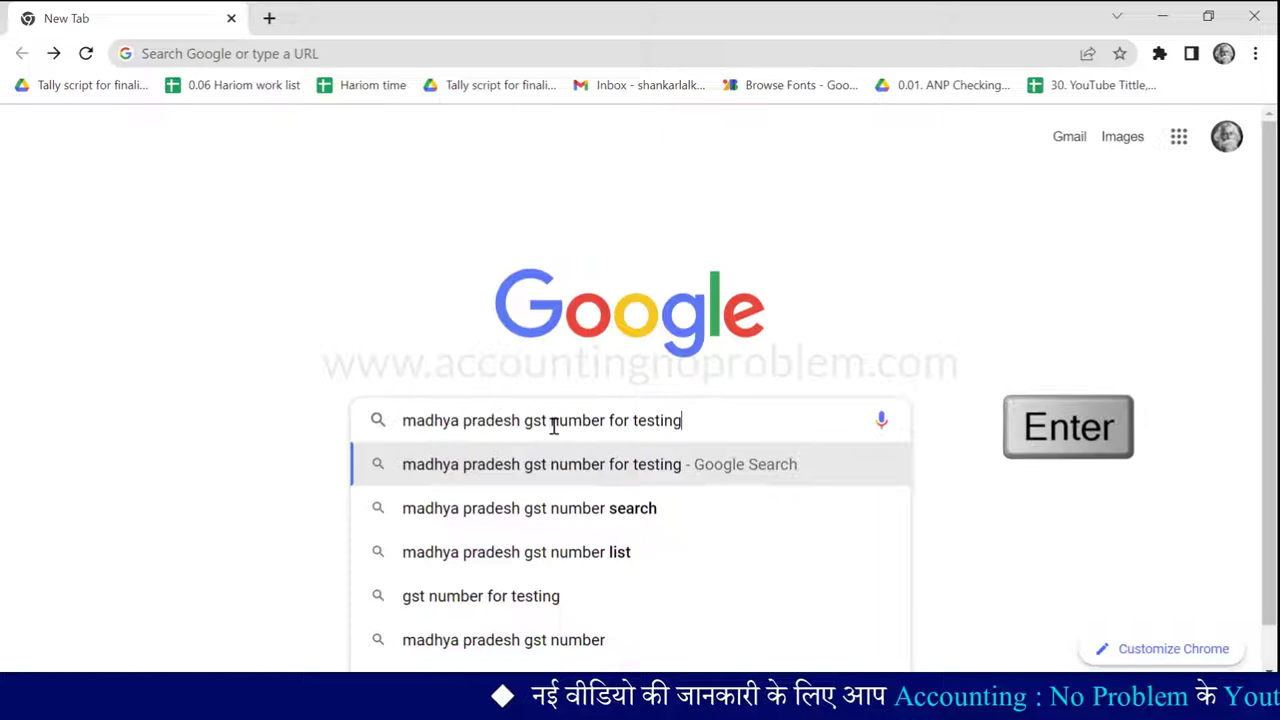 New Tab
Search Google or type a URL
Tally script for finali... 0.06 Hariom work list Hariom time Tally script for finali... Inbox - shankarlalk... Browse Fonts - Goo... 0.01. ANP Checking... 30. YouTube Tittle,...
Gmail Images
Google
www.accountingnoproblem.com
madhya pradesh gst number for testing
Enter
madhya pradesh gst number for testing - Google Search
madhya pradesh gst number search
madhya pradesh gst number list
gst number for testing
madhya pradesh gst number
Customize Chrome
◆ नई वीडियो की जानकारी के लिए आप Accounting : No Problem के Yout